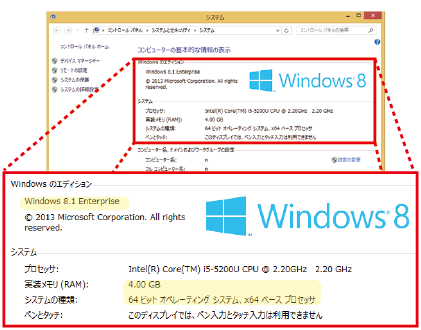 システム
コントロール パネル ▸ システムとセキュリティ ▸ システム
コントロール パネルの検索
コントロール パネル ホーム
コンピューターの基本的な情報の表示
デバイス マネージャー
リモートの設定
システムの保護
システムの詳細設定
Windows のエディション
Windows 8.1 Enterprise
© 2013 Microsoft Corporation. All rights
reserved.
Windows 8
システム
プロセッサ: Intel(R) Core(TM) i5-5200U CPU @ 2.20GHz 2.20 GHz
実装メモリ (RAM): 4.00 GB
システムの種類: 64 ビット オペレーティング システム、x64 ベース プロセッサ
ペンとタッチ: このディスプレイでは、ペン入力とタッチ入力は利用できません
コンピューター名、ドメインおよびワークグループの設定
コンピューター名: n
設定の変更
フル コンピューター名: n
Windows のエディション
Windows 8.1 Enterprise
© 2013 Microsoft Corporation. All rights
reserved.
Windows 8
システム
プロセッサ: Intel(R) Core(TM) i5-5200U CPU @ 2.20GHz 2.20 GHz
実装メモリ (RAM): 4.00 GB
システムの種類: 64 ビット オペレーティング システム、x64 ベース プロセッサ
ペンとタッチ: このディスプレイでは、ペン入力とタッチ入力は利用できません